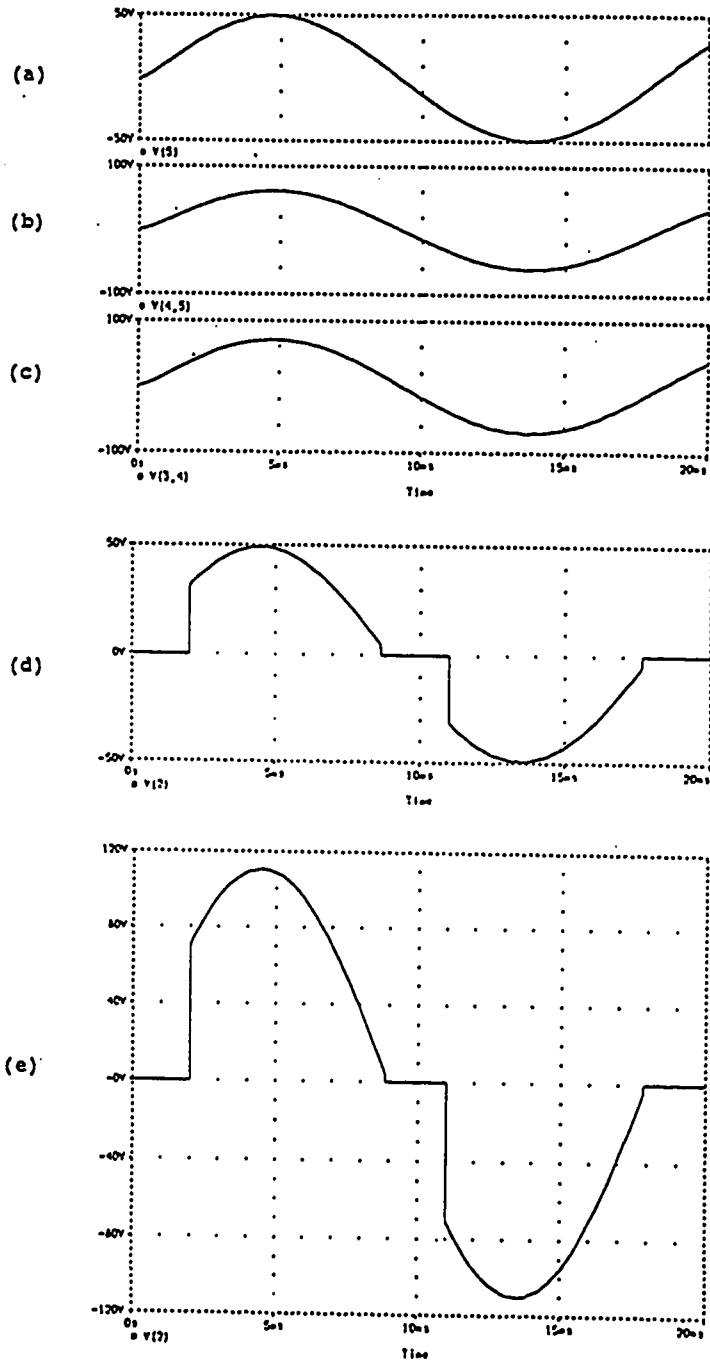 50V
(a)
-50V
V(5)
100V
(b)
-100V
V(4,5)
100V
(c)
-100V
0s 5ms 10ms 15ms 20ms
V(3,4)
Time
50V
(d)
0V
-50V
0s 5ms 10ms 15ms 20ms
V(2)
Time
120V
80V
40V
(e)
-0V
-40V
-80V
-120V
0s 5ms 10ms 15ms 20ms
V(2)
Time